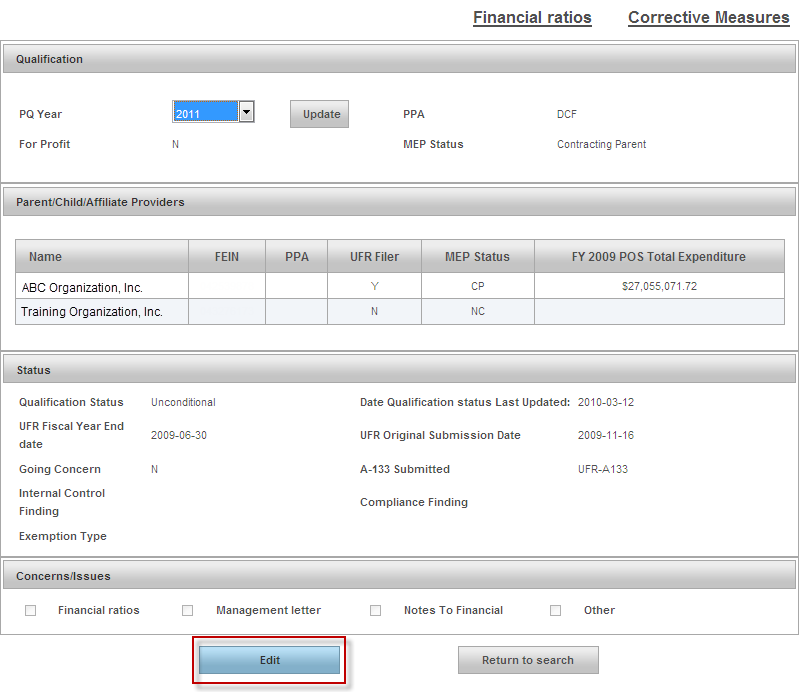 Financial ratios Corrective Measures
Qualification
PQ Year 2011 Update PPA DCF
For Profit N MEP Status Contracting Parent
Parent/Child/Affiliate Providers
Name FEIN PPA UFR Filer MEP Status FY 2009 POS Total Expenditure
ABC Organization, Inc. Y CP $27,055,071.72
Training Organization, Inc. N NC
Status
Qualification Status Unconditional Date Qualification status Last Updated: 2010-03-12
UFR Fiscal Year End date 2009-06-30 UFR Original Submission Date 2009-11-16
Going Concern N A-133 Submitted UFR-A133
Internal Control Finding Compliance Finding
Exemption Type
Concerns/Issues
Financial ratios Management letter Notes To Financial Other
Edit Return to search